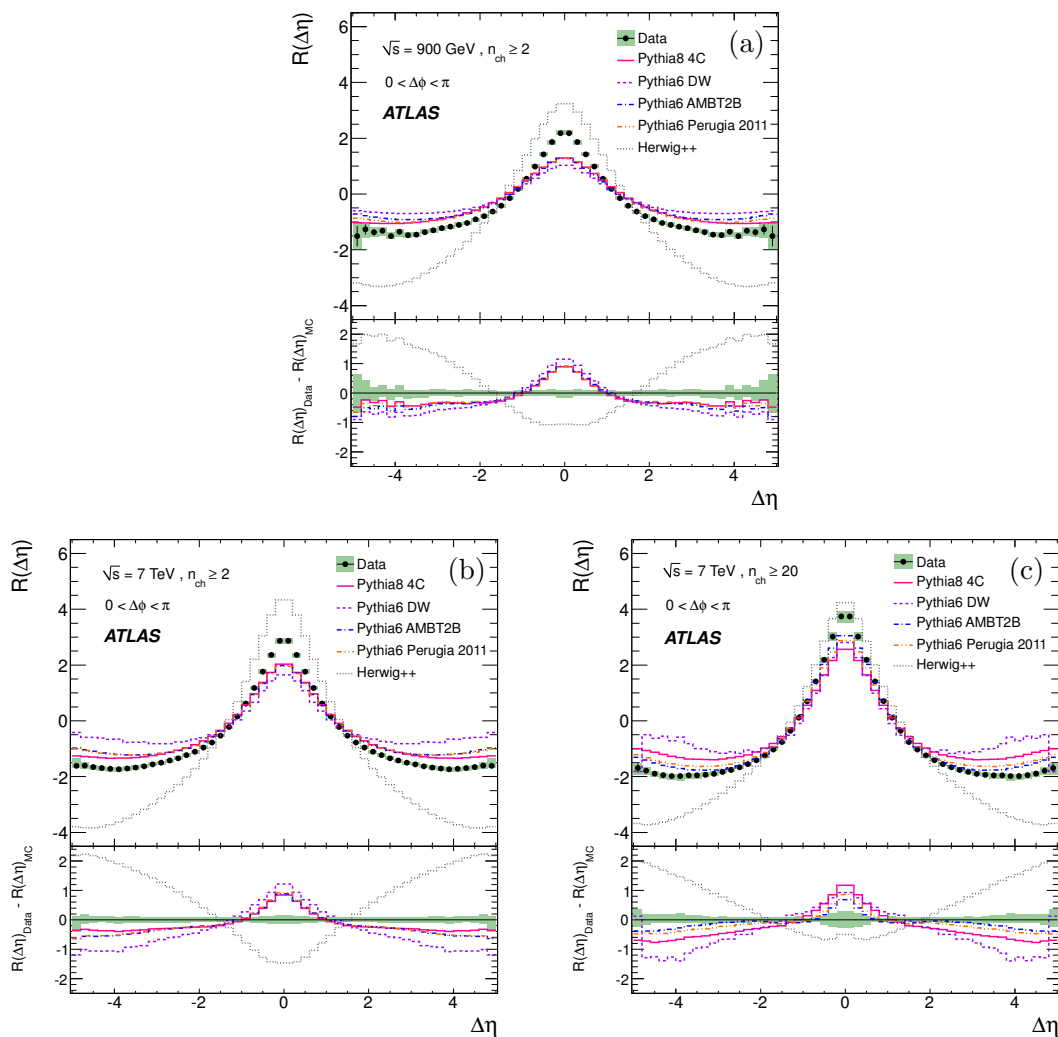 R(Δη)
6
4
2
0
-2
-4
√s = 900 GeV , n_ch ≥ 2
0 < Δϕ < π
ATLAS
Data
Pythia8 4C
Pythia6 DW
Pythia6 AMBT2B
Pythia6 Perugia 2011
Herwig++
(a)
R(Δη)_Data - R(Δη)_MC
2
1
0
-1
-2
-4 -2 0 2 4
Δη
R(Δη)
6
4
2
0
-2
-4
√s = 7 TeV , n_ch ≥ 2
0 < Δϕ < π
ATLAS
Data
Pythia8 4C
Pythia6 DW
Pythia6 AMBT2B
Pythia6 Perugia 2011
Herwig++
(b)
R(Δη)_Data - R(Δη)_MC
2
1
0
-1
-2
-4 -2 0 2 4
Δη
R(Δη)
6
4
2
0
-2
-4
√s = 7 TeV , n_ch ≥ 20
0 < Δϕ < π
ATLAS
Data
Pythia8 4C
Pythia6 DW
Pythia6 AMBT2B
Pythia6 Perugia 2011
Herwig++
(c)
R(Δη)_Data - R(Δη)_MC
2
1
0
-1
-2
-4 -2 0 2 4
Δη